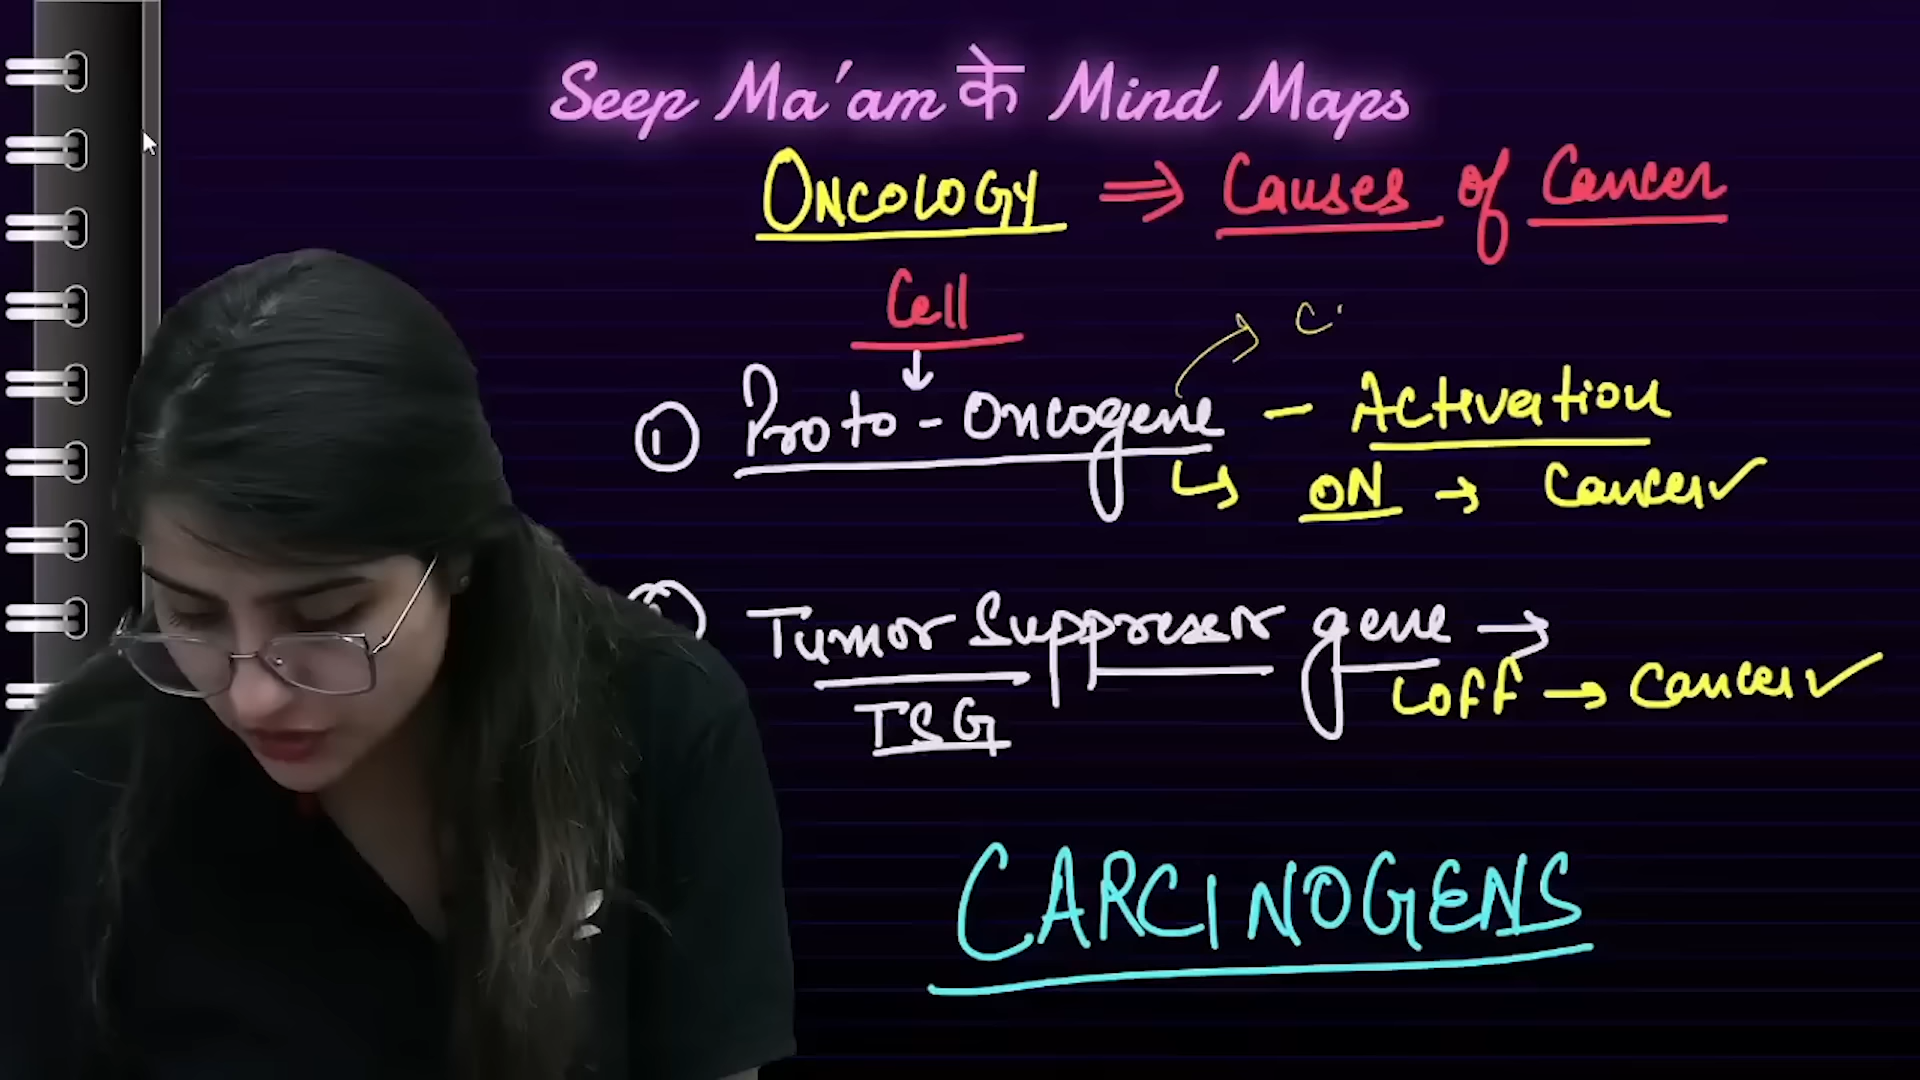 Seep Ma'am के Mind Maps
ONCOLOGY ⇒ Causes of Cancer
Cell
↓
① Proto-Oncogene – Activation
↳ ON → Cancer✓
Tumor Suppressor gene →
↳ OFF → Cancer✓
TSG
CARCINOGENS